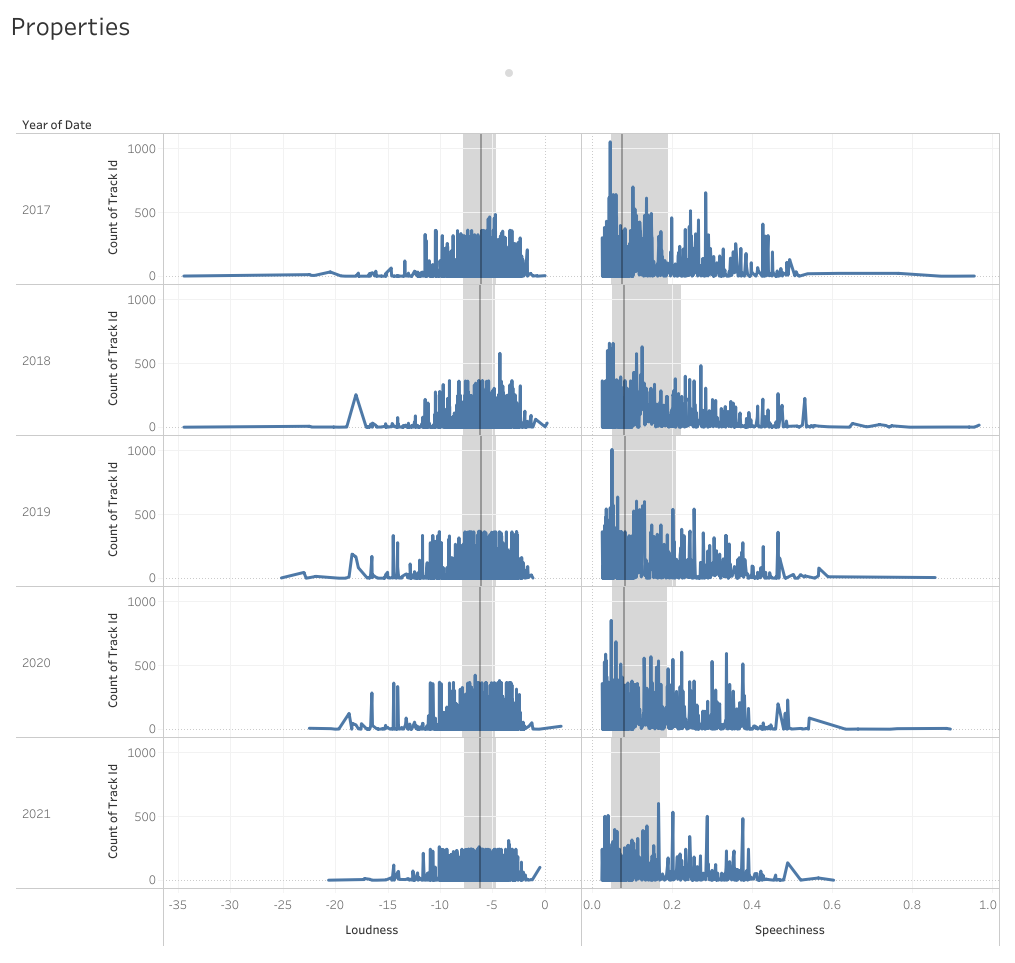 Properties
Year of Date
2017
Count of Track Id
1000
500
0
2018
Count of Track Id
1000
500
0
2019
Count of Track Id
1000
500
0
2020
Count of Track Id
1000
500
0
2021
Count of Track Id
1000
500
0
-35 -30 -25 -20 -15 -10 -5 0 0.0 0.2 0.4 0.6 0.8 1.0
Loudness Speechiness